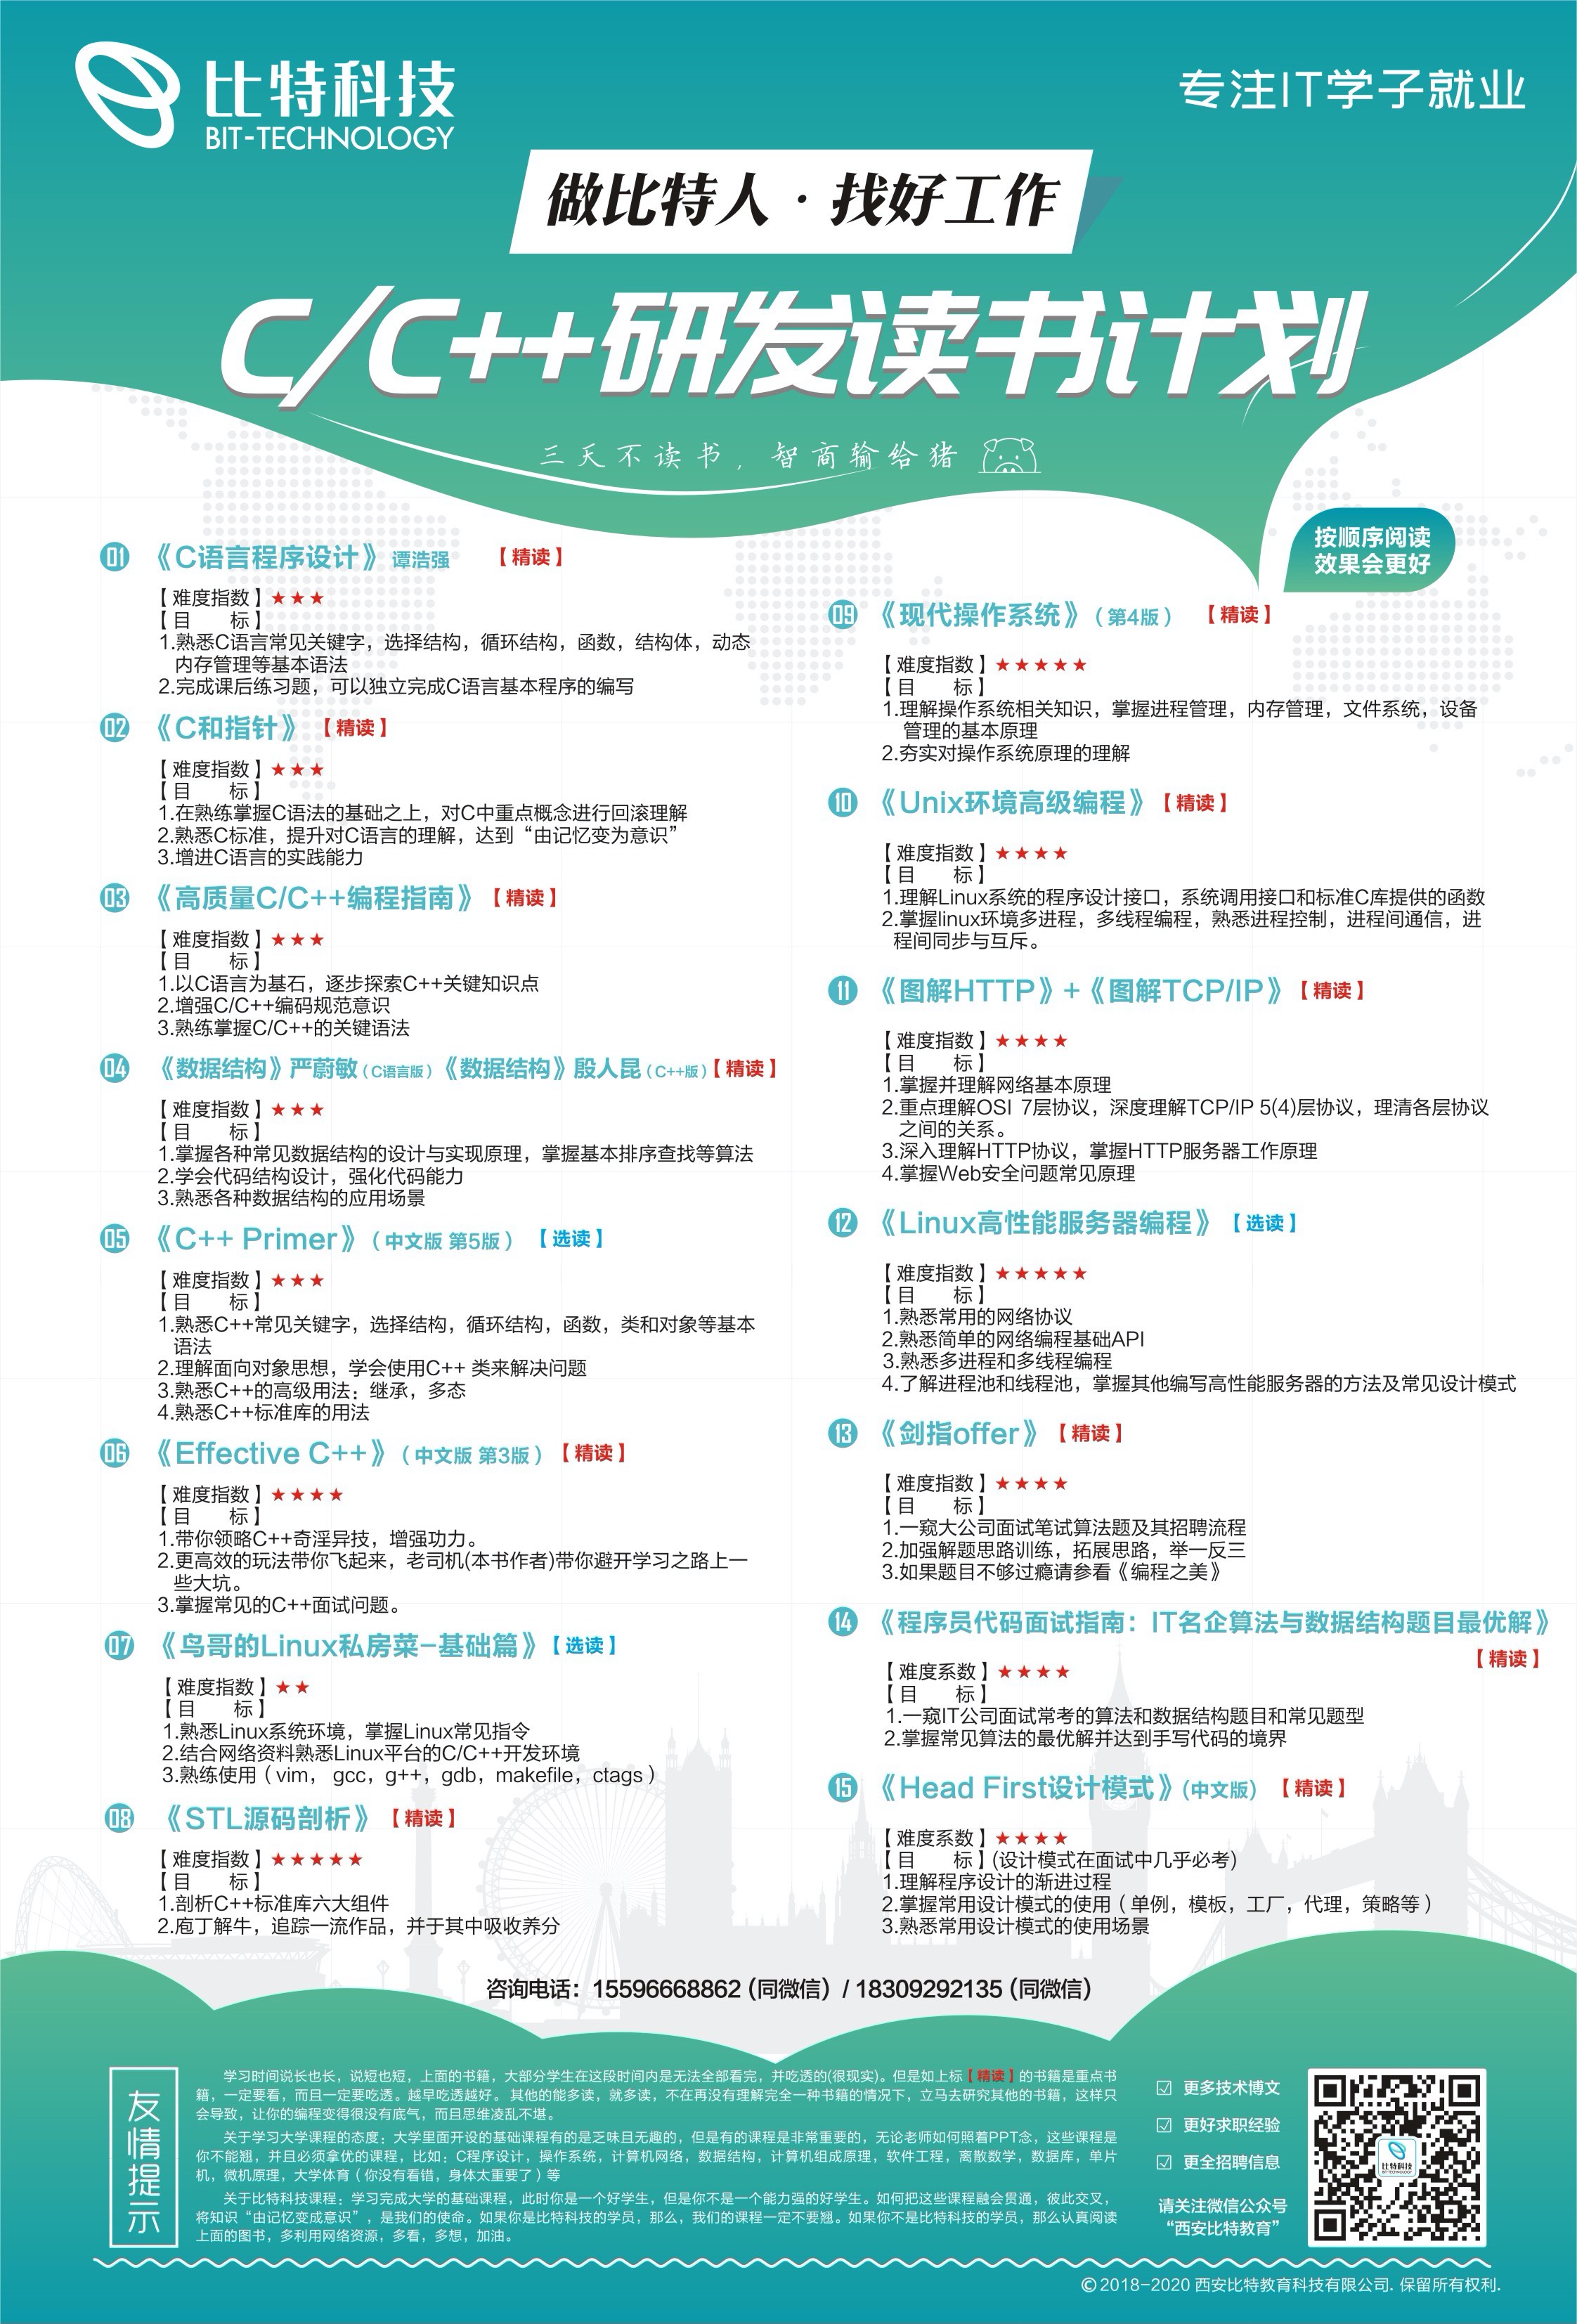 比特科技
BIT-TECHNOLOGY
专注IT学子就业
做比特人·找好工作
C/C++研发读书计划
三天不读书，智商输给猪
按顺序阅读
效果会更好
01 《C语言程序设计》谭浩强 【精读】
【难度指数】★★★
【目 标】
1.熟悉C语言常见关键字，选择结构，循环结构，函数，结构体，动态
内存管理等基本语法
2.完成课后练习题，可以独立完成C语言基本程序的编写
02 《C和指针》 【精读】
【难度指数】★★★
【目 标】
1.在熟练掌握C语法的基础之上，对C中重点概念进行回滚理解
2.熟悉C标准，提升对C语言的理解，达到“由记忆变为意识”
3.增进C语言的实践能力
03 《高质量C/C++编程指南》【精读】
【难度指数】★★★
【目 标】
1.以C语言为基石，逐步探索C++关键知识点
2.增强C/C++编码规范意识
3.熟练掌握C/C++的关键语法
04 《数据结构》严蔚敏（C语言版）《数据结构》殷人昆（C++版）【精读】
【难度指数】★★★
【目 标】
1.掌握各种常见数据结构的设计与实现原理，掌握基本排序查找等算法
2.学会代码结构设计，强化代码能力
3.熟悉各种数据结构的应用场景
05 《C++ Primer》（中文版 第5版） 【选读】
【难度指数】★★★
【目 标】
1.熟悉C++常见关键字，选择结构，循环结构，函数，类和对象等基本
语法
2.理解面向对象思想，学会使用C++ 类来解决问题
3.熟悉C++的高级用法：继承，多态
4.熟悉C++标准库的用法
06 《Effective C++》（中文版 第3版）【精读】
【难度指数】★★★★
【目 标】
1.带你领略C++奇淫异技，增强功力。
2.更高效的玩法带你飞起来，老司机(本书作者)带你避开学习之路上一
些大坑。
3.掌握常见的C++面试问题。
07 《鸟哥的Linux私房菜–基础篇》【选读】
【难度指数】★★
【目 标】
1.熟悉Linux系统环境，掌握Linux常见指令
2.结合网络资料熟悉Linux平台的C/C++开发环境
3.熟练使用（vim， gcc，g++，gdb，makefile，ctags）
08 《STL源码剖析》 【精读】
【难度指数】★★★★★
【目 标】
1.剖析C++标准库六大组件
2.庖丁解牛，追踪一流作品，并于其中吸收养分
09 《现代操作系统》（第4版） 【精读】
【难度指数】★★★★★
【目 标】
1.理解操作系统相关知识，掌握进程管理，内存管理，文件系统，设备
管理的基本原理
2.夯实对操作系统原理的理解
10 《Unix环境高级编程》【精读】
【难度指数】★★★★
【目 标】
1.理解Linux系统的程序设计接口，系统调用接口和标准C库提供的函数
2.掌握linux环境多进程，多线程编程，熟悉进程控制，进程间通信，进
程间同步与互斥。
11 《图解HTTP》+《图解TCP/IP》【精读】
【难度指数】★★★★
【目 标】
1.掌握并理解网络基本原理
2.重点理解OSI 7层协议，深度理解TCP/IP 5(4)层协议，理清各层协议
之间的关系。
3.深入理解HTTP协议，掌握HTTP服务器工作原理
4.掌握Web安全问题常见原理
12 《Linux高性能服务器编程》【选读】
【难度指数】★★★★★
【目 标】
1.熟悉常用的网络协议
2.熟悉简单的网络编程基础API
3.熟悉多进程和多线程编程
4.了解进程池和线程池，掌握其他编写高性能服务器的方法及常见设计模式
13 《剑指offer》【精读】
【难度指数】★★★★
【目 标】
1.一窥大公司面试笔试算法题及其招聘流程
2.加强解题思路训练，拓展思路，举一反三
3.如果题目不够过瘾请参看《编程之美》
14 《程序员代码面试指南：IT名企算法与数据结构题目最优解》
【精读】
【难度系数】★★★★
【目 标】
1.一窥IT公司面试常考的算法和数据结构题目和常见题型
2.掌握常见算法的最优解并达到手写代码的境界
15 《Head First设计模式》(中文版) 【精读】
【难度系数】★★★★
【目 标】(设计模式在面试中几乎必考)
1.理解程序设计的渐进过程
2.掌握常用设计模式的使用（单例，模板，工厂，代理，策略等）
3.熟悉常用设计模式的使用场景
咨询电话：15596668862 (同微信) / 18309292135 (同微信)
友情提示
学习时间说长也长，说短也短，上面的书籍，大部分学生在这段时间内是无法全部看完，并吃透的(很现实)。但是如上标【精读】的书籍是重点书
籍，一定要看，而且一定要吃透。越早吃透越好。其他的能多读，就多读，不在再没有理解完全一种书籍的情况下，立马去研究其他的书籍，这样只
会导致，让你的编程变得很没有底气，而且思维凌乱不堪。
关于学习大学课程的态度：大学里面开设的基础课程有的是乏味且无趣的，但是有的课程是非常重要的，无论老师如何照着PPT念，这些课程是
你不能翘，并且必须拿优的课程，比如：C程序设计，操作系统，计算机网络，数据结构，计算机组成原理，软件工程，离散数学，数据库，单片
机，微机原理，大学体育（你没有看错，身体太重要了）等
关于比特科技课程：学习完成大学的基础课程，此时你是一个好学生，但是你不是一个能力强的好学生。如何把这些课程融会贯通，彼此交叉，
将知识“由记忆变成意识”，是我们的使命。如果你是比特科技的学员，那么，我们的课程一定不要翘。如果你不是比特科技的学员，那么认真阅读
上面的图书，多利用网络资源，多看，多想，加油。
☑ 更多技术博文
☑ 更好求职经验
☑ 更全招聘信息
请关注微信公众号
“西安比特教育”
比特科技
BIT-TECHNOLOGY
©2018–2020 西安比特教育科技有限公司. 保留所有权利.